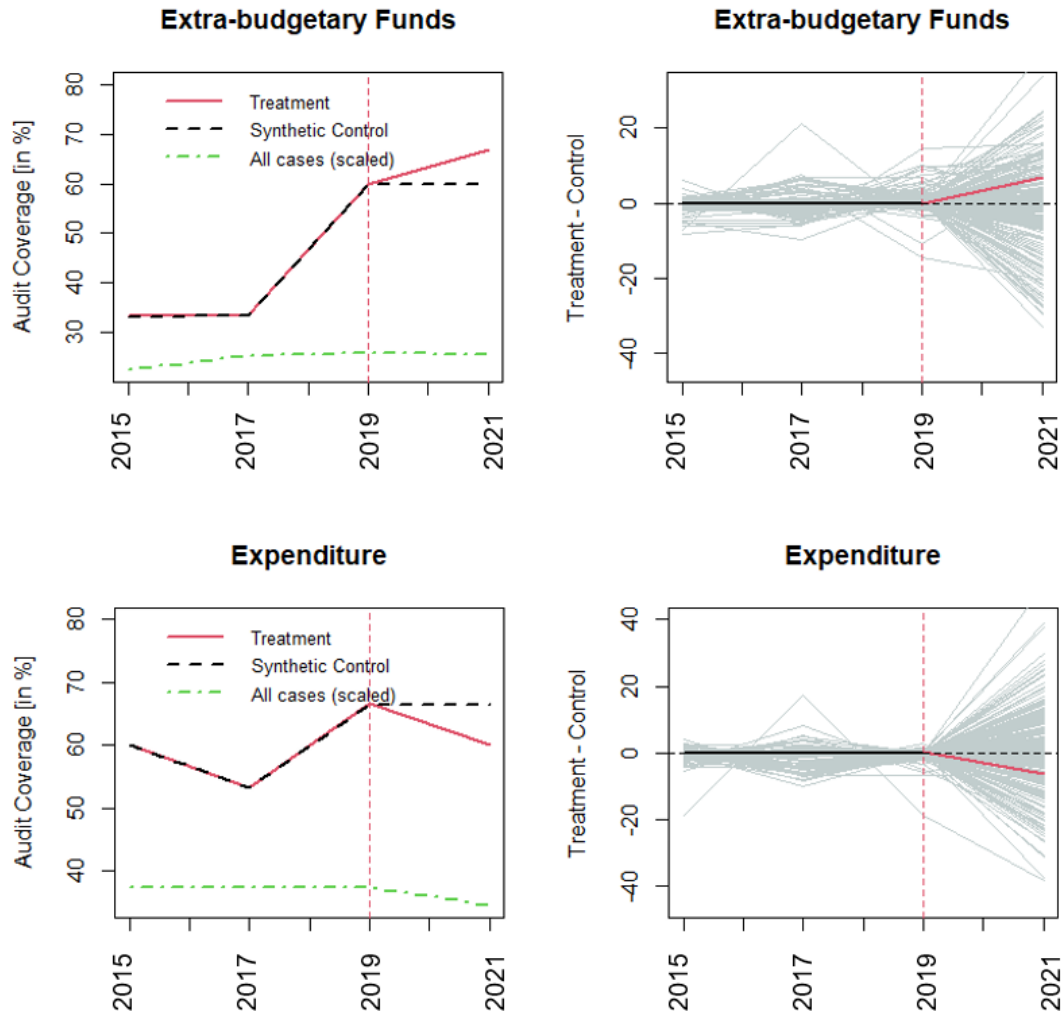 Extra-budgetary Funds
Audit Coverage [in %]
80
70
60
50
40
30
Treatment
Synthetic Control
All cases (scaled)
2015
2017
2019
2021
Extra-budgetary Funds
Treatment - Control
20
0
-20
-40
2015
2017
2019
2021
Expenditure
Audit Coverage [in %]
80
70
60
50
40
Treatment
Synthetic Control
All cases (scaled)
2015
2017
2019
2021
Expenditure
Treatment - Control
40
20
0
-20
-40
2015
2017
2019
2021